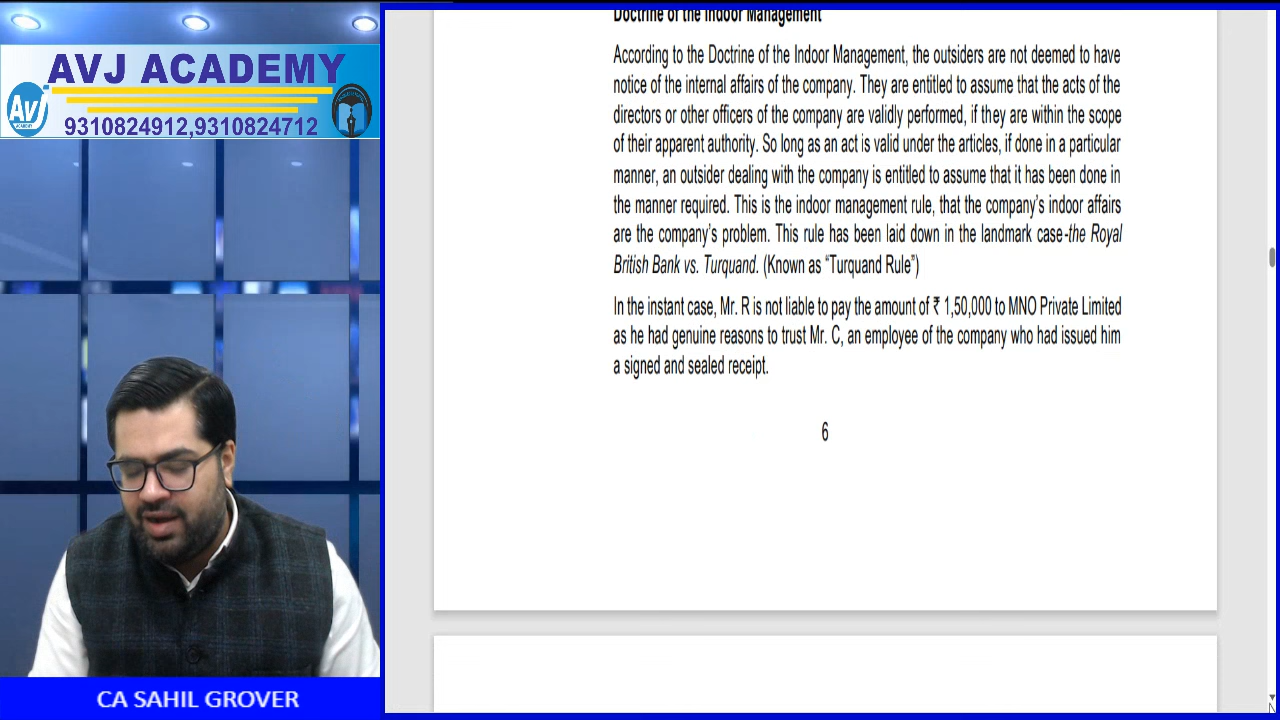 AVJ ACADEMY
AVJ
ACADEMY
9310824912,9310824712
Doctrine of the Indoor Management
According to the Doctrine of the Indoor Management, the outsiders are not deemed to have
notice of the internal affairs of the company. They are entitled to assume that the acts of the
directors or other officers of the company are validly performed, if they are within the scope
of their apparent authority. So long as an act is valid under the articles, if done in a particular
manner, an outsider dealing with the company is entitled to assume that it has been done in
the manner required. This is the indoor management rule, that the company's indoor affairs
are the company's problem. This rule has been laid down in the landmark case-the Royal
British Bank vs. Turquand. (Known as “Turquand Rule”)
In the instant case, Mr. R is not liable to pay the amount of ₹ 1,50,000 to MNO Private Limited
as he had genuine reasons to trust Mr. C, an employee of the company who had issued him
a signed and sealed receipt.
6
CA SAHIL GROVER